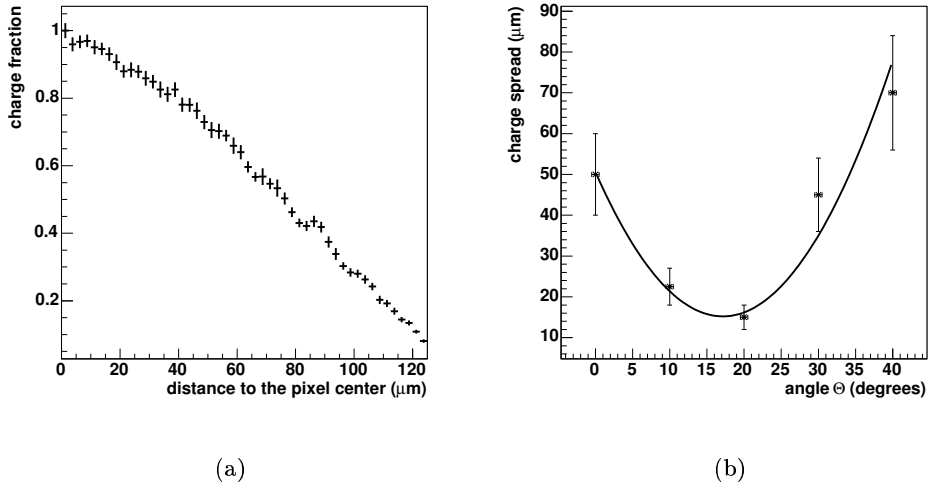 charge fraction
1
0.8
0.6
0.4
0.2
0 20 40 60 80 100 120
distance to the pixel center (μm)
(a)
charge spread (μm)
90
80
70
60
50
40
30
20
10
0 5 10 15 20 25 30 35 40
angle Θ (degrees)
(b)